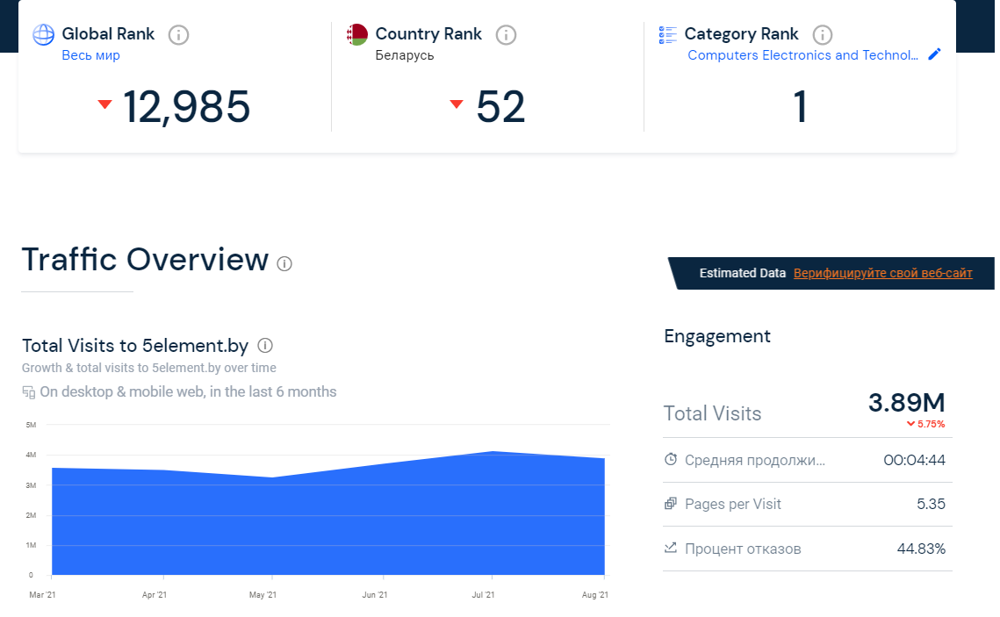 Global Rank
Весь мир
12,985
Country Rank
Беларусь
52
Category Rank
Computers Electronics and Technol...
1
Traffic Overview
Estimated Data Верифицируйте свой веб-сайт
Total Visits to 5element.by
Growth & total visits to 5element.by over time
On desktop & mobile web, in the last 6 months
5M
4M
3M
2M
1M
0
Mar '21 Apr '21 May '21 Jun '21 Jul '21 Aug '21
Engagement
Total Visits 3.89M
5.75%
Средняя продолжи... 00:04:44
Pages per Visit 5.35
Процент отказов 44.83%